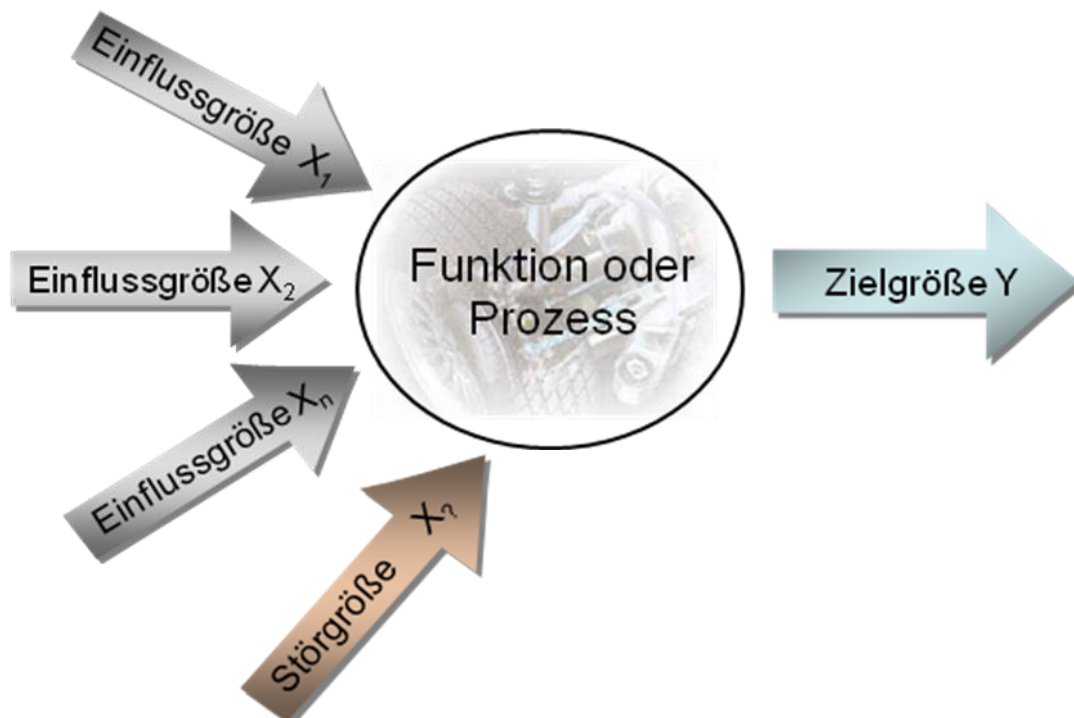 Einflussgröße X₁
Einflussgröße X₂
Funktion oder
Prozess
Zielgröße Y
Einflussgröße Xₙ
Störgröße X?